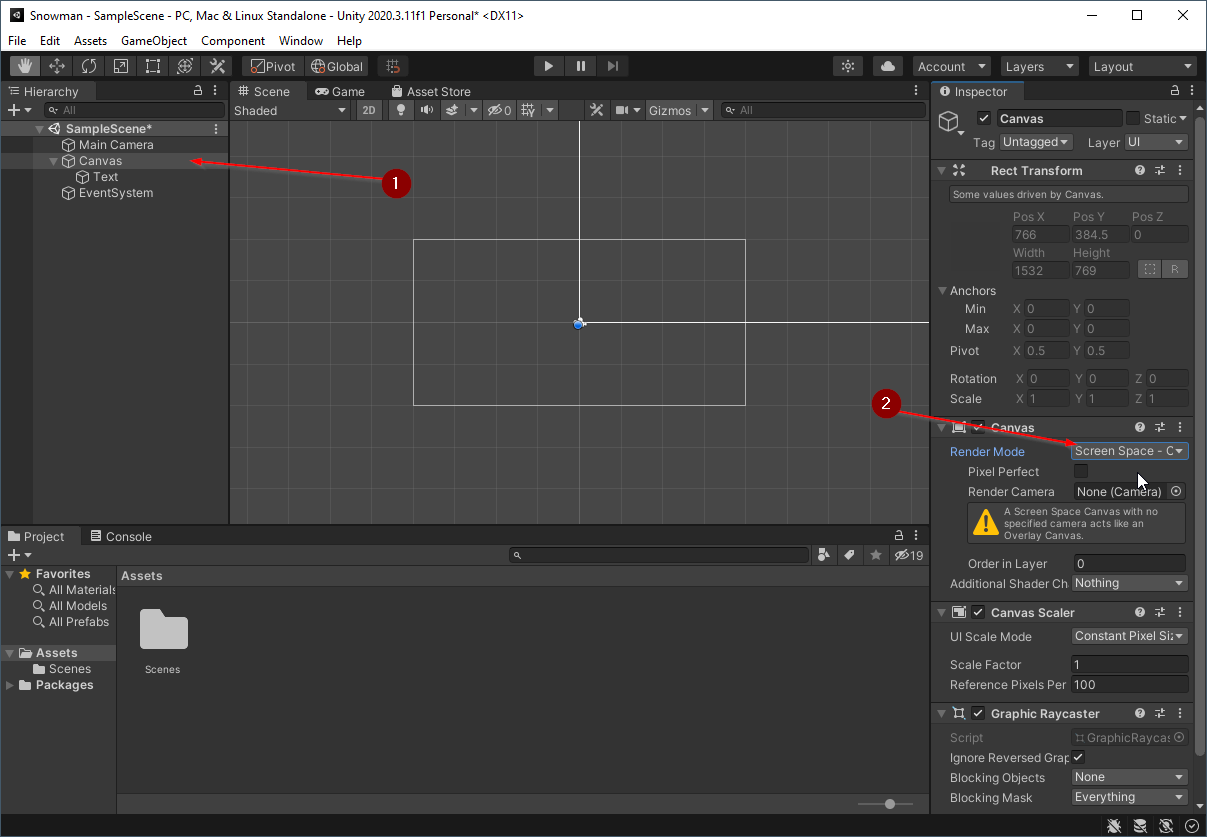 Snowman - SampleScene - PC, Mac & Linux Standalone - Unity 2020.3.11f1 Personal* <DX11>
File Edit Assets GameObject Component Window Help
Pivot Global Account Layers Layout
Hierarchy
All
SampleScene*
Main Camera
Canvas
Text
EventSystem
1
Scene Game Asset Store
Shaded 2D 0 Gizmos All
Inspector
Canvas Static
Tag Untagged Layer UI
Rect Transform
Some values driven by Canvas.
Pos X Pos Y Pos Z
766 384.5 0
Width Height
1532 769 R
Anchors
Min X 0 Y 0
Max X 0 Y 0
Pivot X 0.5 Y 0.5
Rotation X 0 Y 0 Z 0
Scale X 1 Y 1 Z 1
2
Canvas
Render Mode Screen Space - C
Pixel Perfect
Render Camera None (Camera)
A Screen Space Canvas with no
specified camera acts like an
Overlay Canvas.
Order in Layer 0
Additional Shader Ch Nothing
Canvas Scaler
UI Scale Mode Constant Pixel Siz
Scale Factor 1
Reference Pixels Per 100
Graphic Raycaster
Script GraphicRaycas
Ignore Reversed Grap
Blocking Objects None
Blocking Mask Everything
Project Console
19
Favorites
All Materials
All Models
All Prefabs
Assets
Scenes
Packages
Assets
Scenes